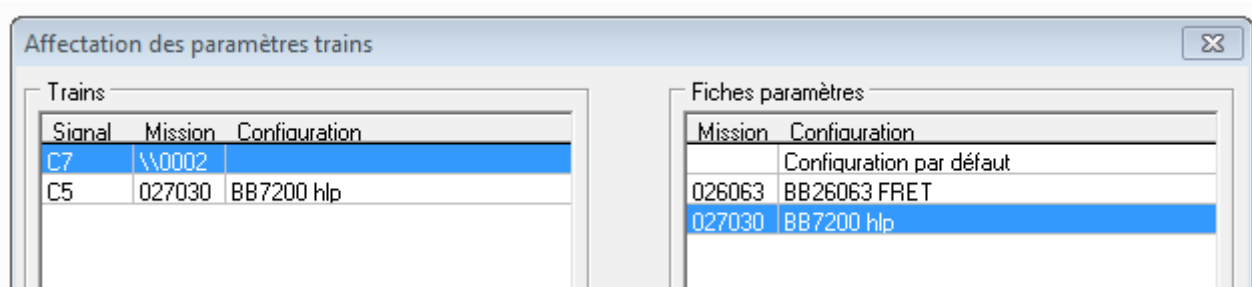 Affectation des paramètres trains
Trains
Signal Mission Configuration
C7 \\0002
C5 027030 BB7200 hlp
Fiches paramètres
Mission Configuration
Configuration par défaut
026063 BB26063 FRET
027030 BB7200 hlp